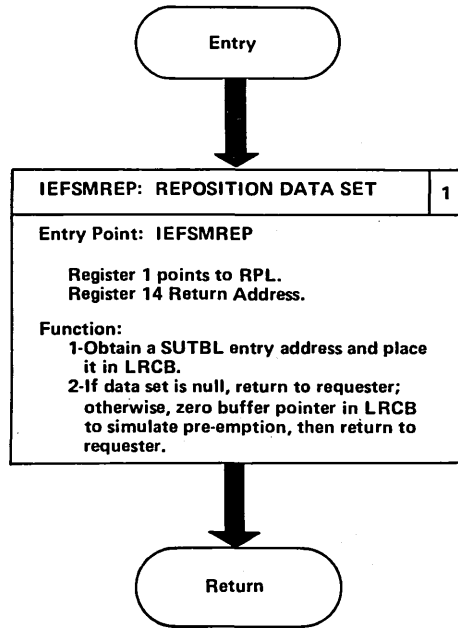 Entry
IEFSMREP: REPOSITION DATA SET 1
Entry Point: IEFSMREP
Register 1 points to RPL.
Register 14 Return Address.
Function:
1-Obtain a SUTBL entry address and place
it in LRCB.
2-If data set is null, return to requester;
otherwise, zero buffer pointer in LRCB
to simulate pre-emption, then return to
requester.
Return